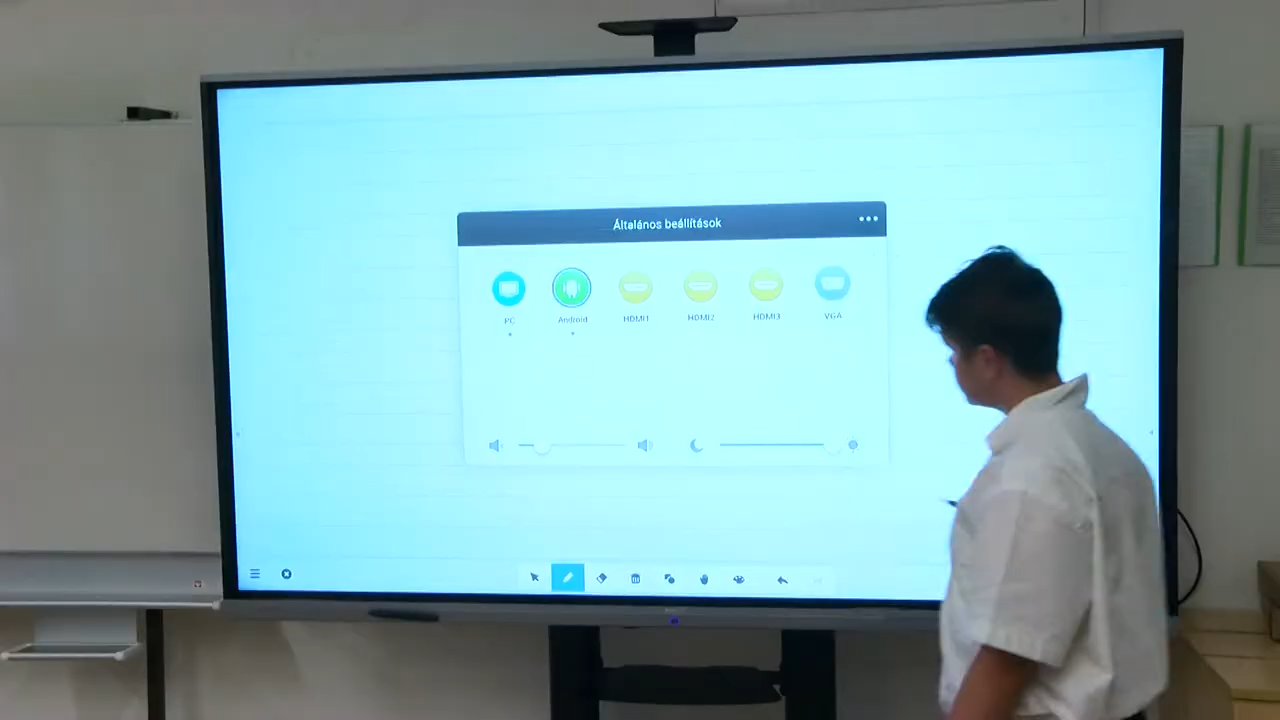 Általános beállítások
PC
Android
HDMI1
HDMI2
HDMI3
VGA